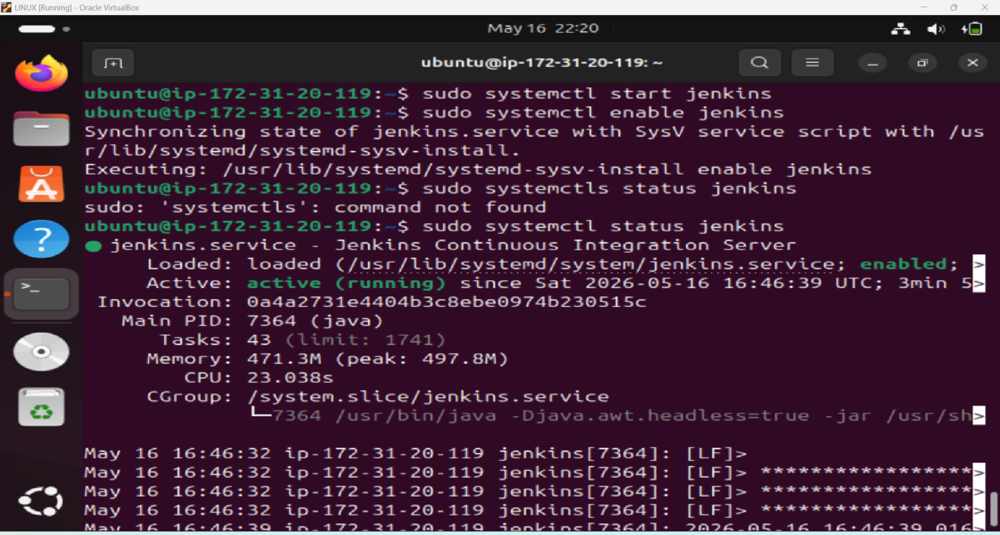 LINUX [Running] - Oracle VirtualBox
May 16 22:20
ubuntu@ip-172-31-20-119: ~
ubuntu@ip-172-31-20-119:~$ sudo systemctl start jenkins
ubuntu@ip-172-31-20-119:~$ sudo systemctl enable jenkins
Synchronizing state of jenkins.service with SysV service script with /us
r/lib/systemd/systemd-sysv-install.
Executing: /usr/lib/systemd/systemd-sysv-install enable jenkins
ubuntu@ip-172-31-20-119:~$ sudo systemctls status jenkins
sudo: 'systemctls': command not found
ubuntu@ip-172-31-20-119:~$ sudo systemctl status jenkins
● jenkins.service - Jenkins Continuous Integration Server
Loaded: loaded (/usr/lib/systemd/system/jenkins.service; enabled; >
Active: active (running) since Sat 2026-05-16 16:46:39 UTC; 3min 5>
Invocation: 0a4a2731e4404b3c8ebe0974b230515c
Main PID: 7364 (java)
Tasks: 43 (limit: 1741)
Memory: 471.3M (peak: 497.8M)
CPU: 23.038s
CGroup: /system.slice/jenkins.service
└─7364 /usr/bin/java -Djava.awt.headless=true -jar /usr/sh>
May 16 16:46:32 ip-172-31-20-119 jenkins[7364]: [LF]>
May 16 16:46:32 ip-172-31-20-119 jenkins[7364]: [LF]> *****************>
May 16 16:46:32 ip-172-31-20-119 jenkins[7364]: [LF]> *****************>
May 16 16:46:32 ip-172-31-20-119 jenkins[7364]: [LF]> *****************>
May 16 16:46:39 ip-172-31-20-119 jenkins[7364]: 2026-05-16 16:46:39.016>